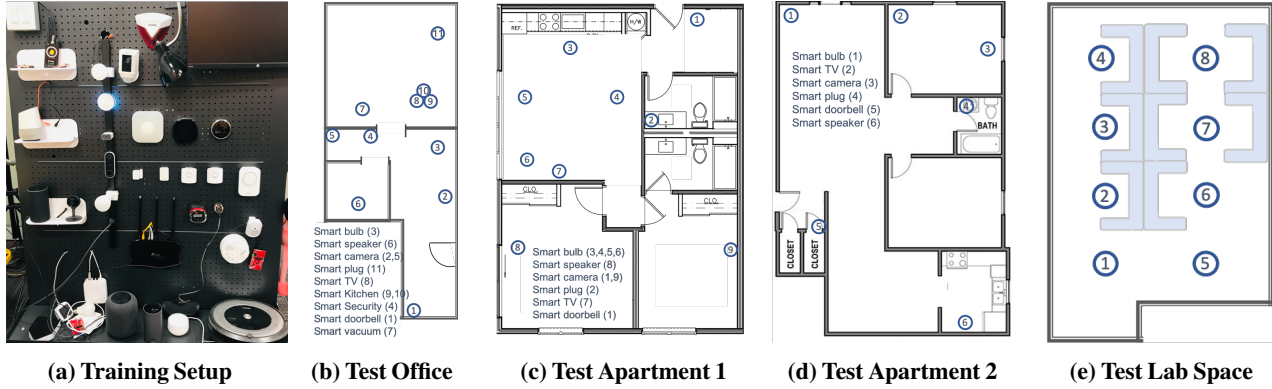 11
10
8 9
7
5
4
3
2
6
Smart bulb (3)
Smart speaker (6)
Smart camera (2,5)
Smart plug (11)
Smart TV (8)
Smart Kitchen (9,10)
Smart Security (4)
Smart doorbell (1)
Smart vacuum (7)
1
REF.
H/W
1
3
5
4
2
6
7
CLO.
CLO.
8
9
Smart bulb (3,4,5,6)
Smart speaker (8)
Smart camera (1,9)
Smart plug (2)
Smart TV (7)
Smart doorbell (1)
1
2
3
Smart bulb (1)
Smart TV (2)
Smart camera (3)
Smart plug (4)
Smart doorbell (5)
Smart speaker (6)
4
BATH
5
CLOSET
CLOSET
6
4
8
3
7
2
6
1
5
(a) Training Setup
(b) Test Office
(c) Test Apartment 1
(d) Test Apartment 2
(e) Test Lab Space